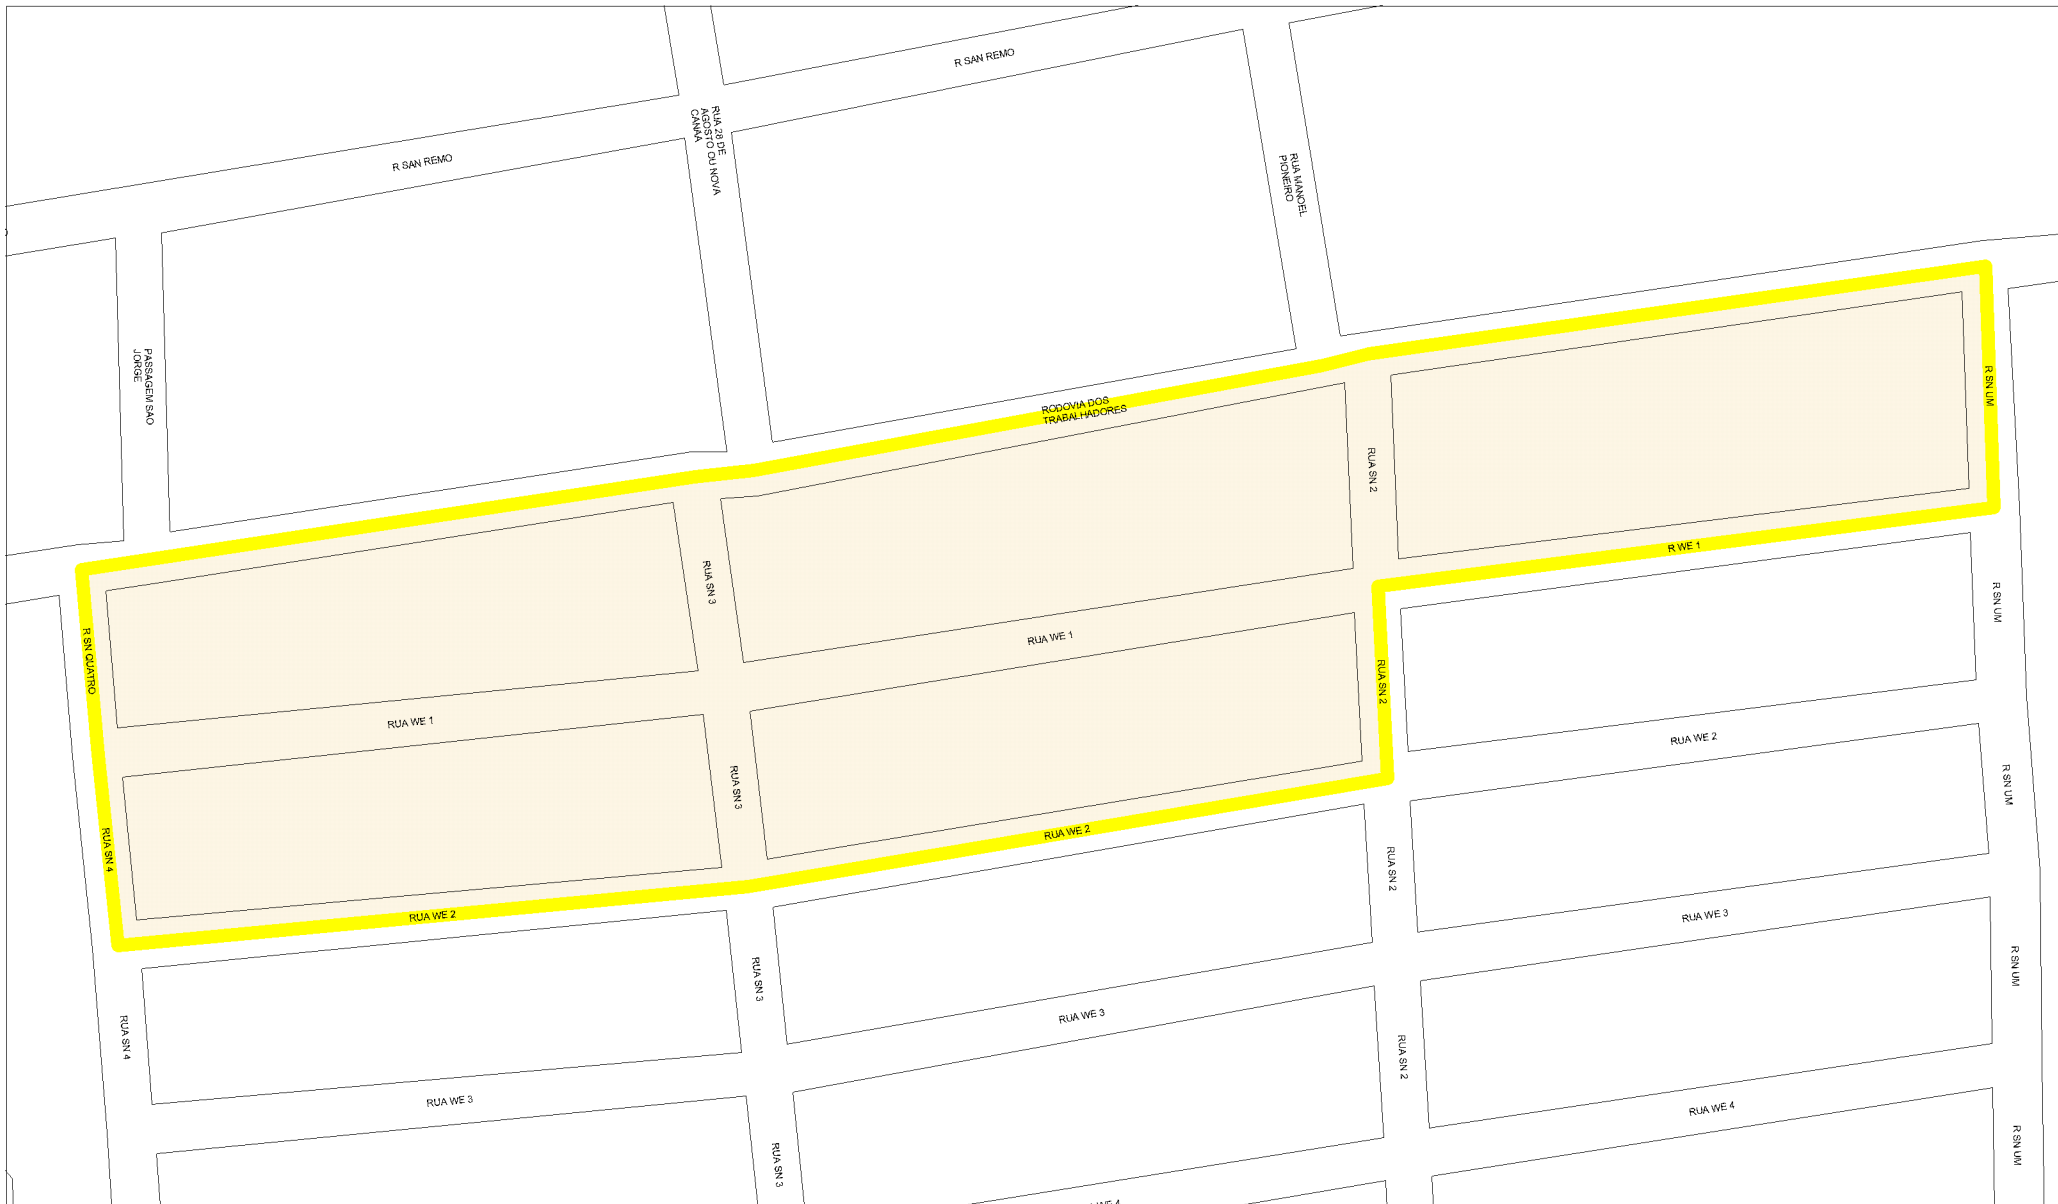 R SAN REMO
R SAN REMO
RUA 28 DE
AGOSTO OU NOVA
CANAA
RUA MANOEL
PIONEIRO
PASSAGEM SAO
JORGE
R SN UM
RODOVIA DOS
TRABALHADORES
RUA SN 2
R WE 1
RUA SN 3
R SN UM
RUA WE 1
R SN QUATRO
RUA SN 2
RUA WE 1
RUA WE 2
RUA SN 3
R SN UM
RUA WE 2
RUA SN 4
RUA SN 2
RUA WE 2
RUA WE 3
RUA SN 3
R SN UM
RUA WE 3
RUA SN 4
RUA SN 2
RUA WE 3
RUA WE 4
R SN UM
RUA SN 3